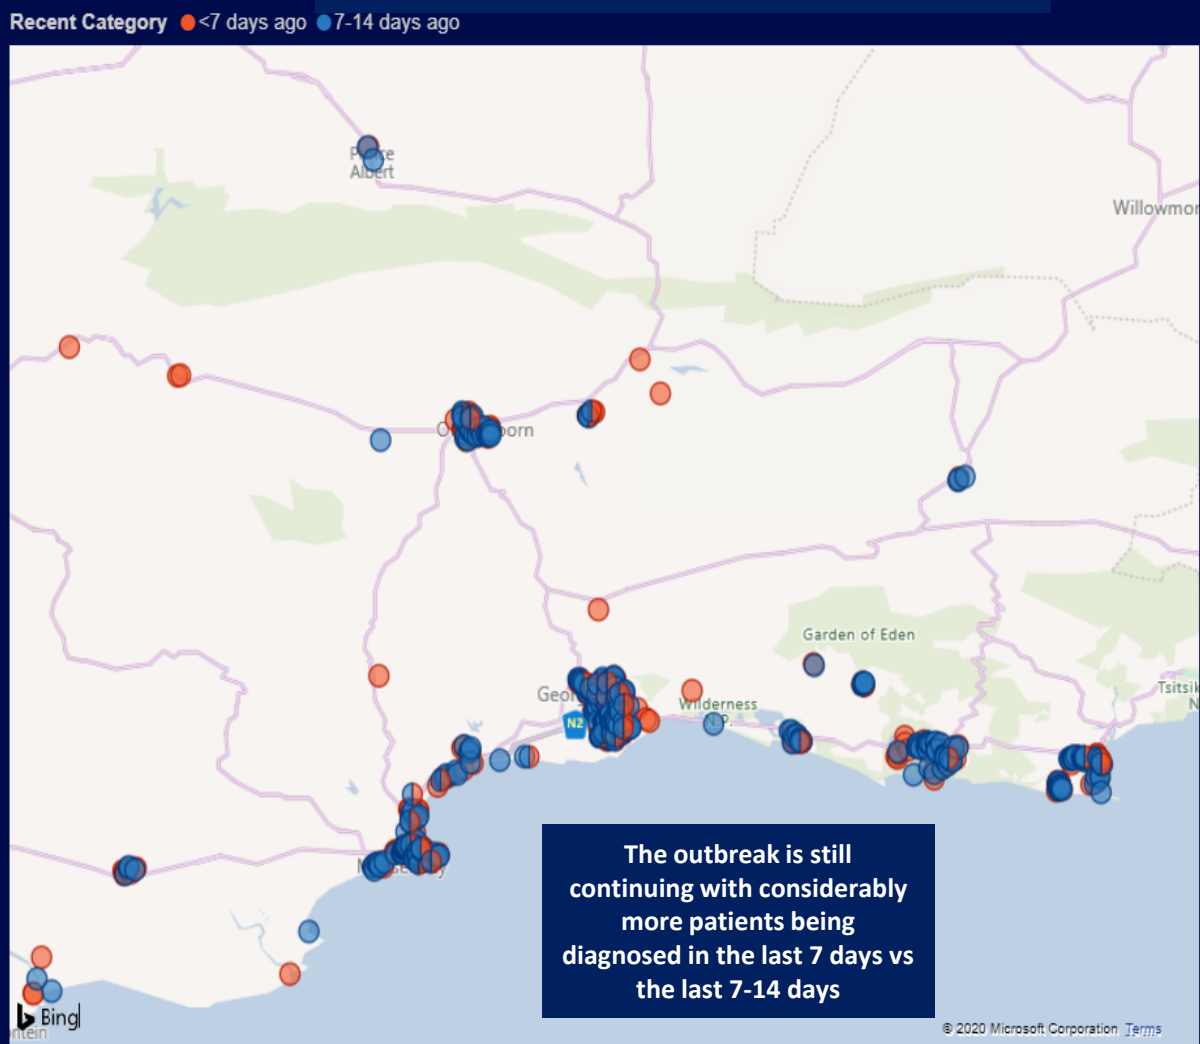 Recent Category <7 days ago 7-14 days ago
Albert
Willowmor
Garden of Eden
Geor
Wilderness
N.P.
Tsitsik
N
N2
The outbreak is still
continuing with considerably
more patients being
diagnosed in the last 7 days vs
the last 7-14 days
Bing
ntein
© 2020 Microsoft Corporation Terms